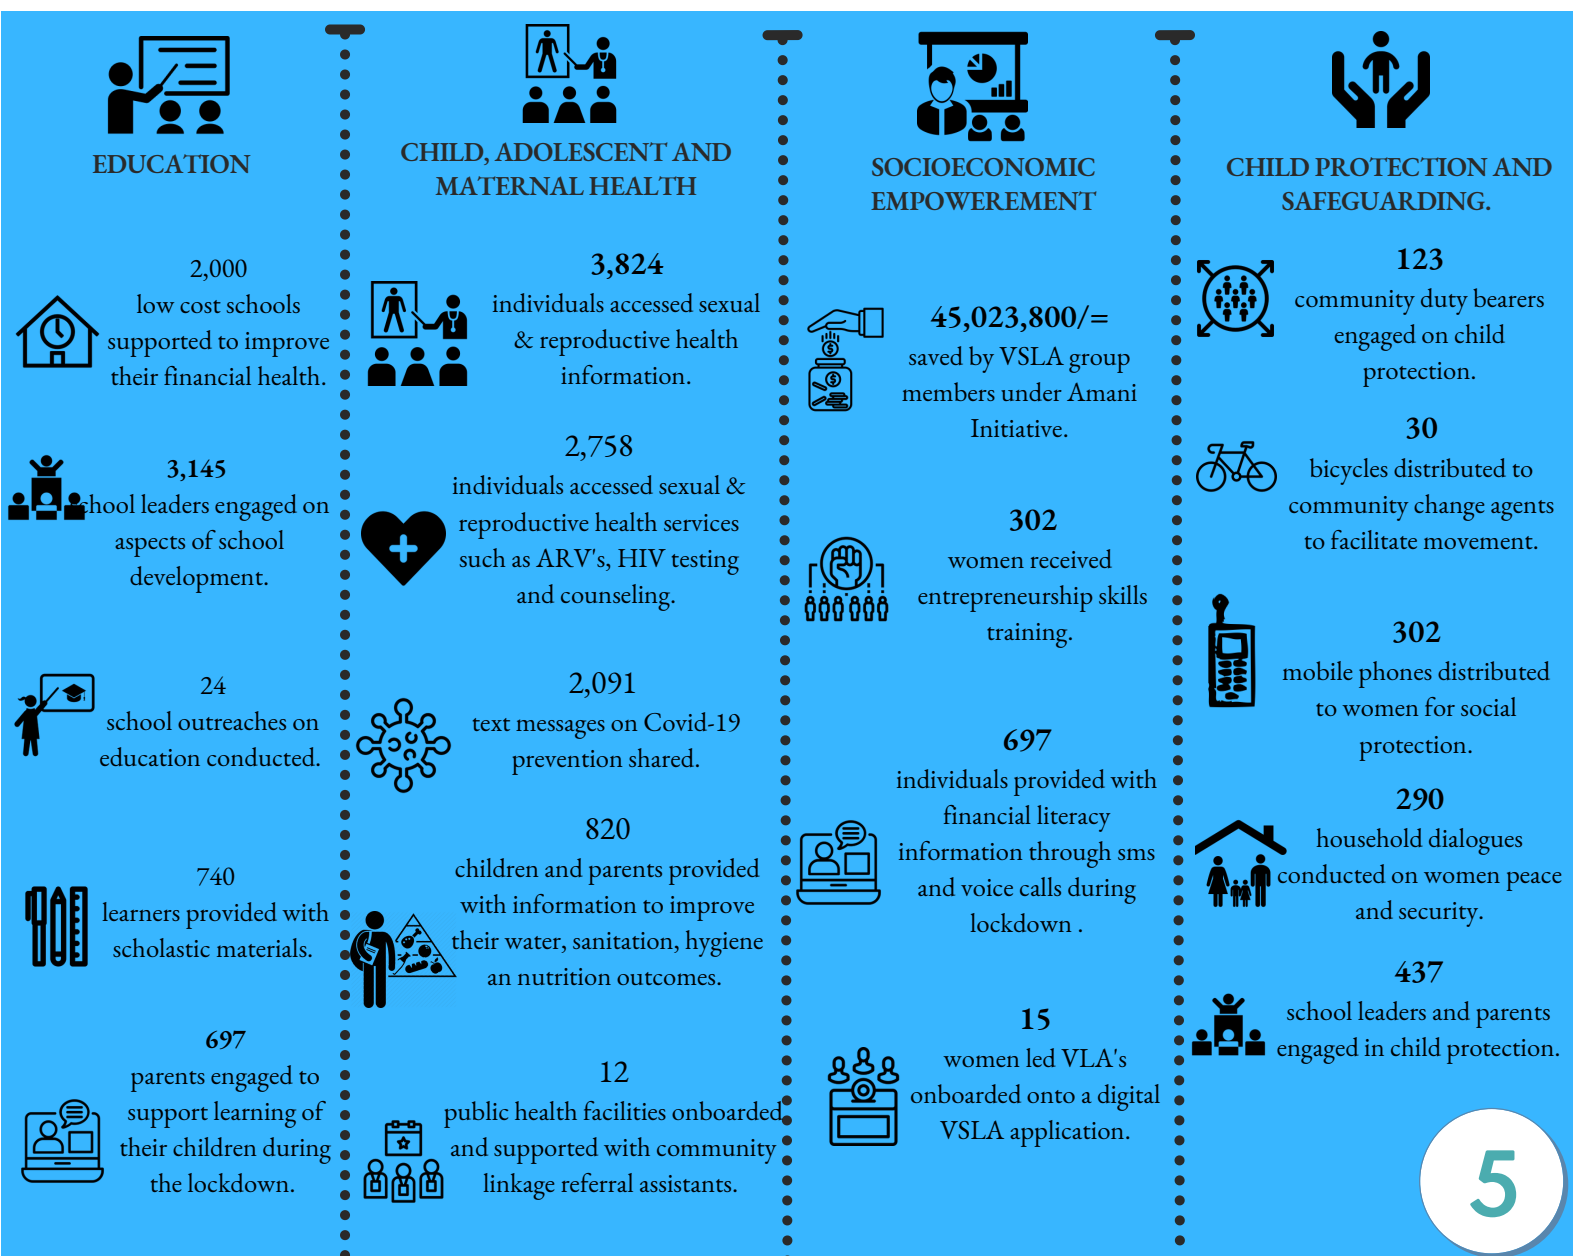 EDUCATION
2,000
low cost schools
supported to improve
their financial health.
3,145
school leaders engaged on
aspects of school
development.
24
school outreaches on
education conducted.
740
learners provided with
scholastic materials.
697
parents engaged to
support learning of
their children during
the lockdown.
CHILD, ADOLESCENT AND
MATERNAL HEALTH
3,824
individuals accessed sexual
& reproductive health
information.
2,758
individuals accessed sexual &
reproductive health services
such as ARV's, HIV testing
and counseling.
2,091
text messages on Covid-19
prevention shared.
820
children and parents provided
with information to improve
their water, sanitation, hygiene
an nutrition outcomes.
12
public health facilities onboarded
and supported with community
linkage referral assistants.
SOCIOECONOMIC
EMPOWEREMENT
45,023,800/=
saved by VSLA group
members under Amani
Initiative.
302
women received
entrepreneurship skills
training.
697
individuals provided with
financial literacy
information through sms
and voice calls during
lockdown .
15
women led VLA's
onboarded onto a digital
VSLA application.
CHILD PROTECTION AND
SAFEGUARDING.
123
community duty bearers
engaged on child
protection.
30
bicycles distributed to
community change agents
to facilitate movement.
302
mobile phones distributed
to women for social
protection.
290
household dialogues
conducted on women peace
and security.
437
school leaders and parents
engaged in child protection.
5